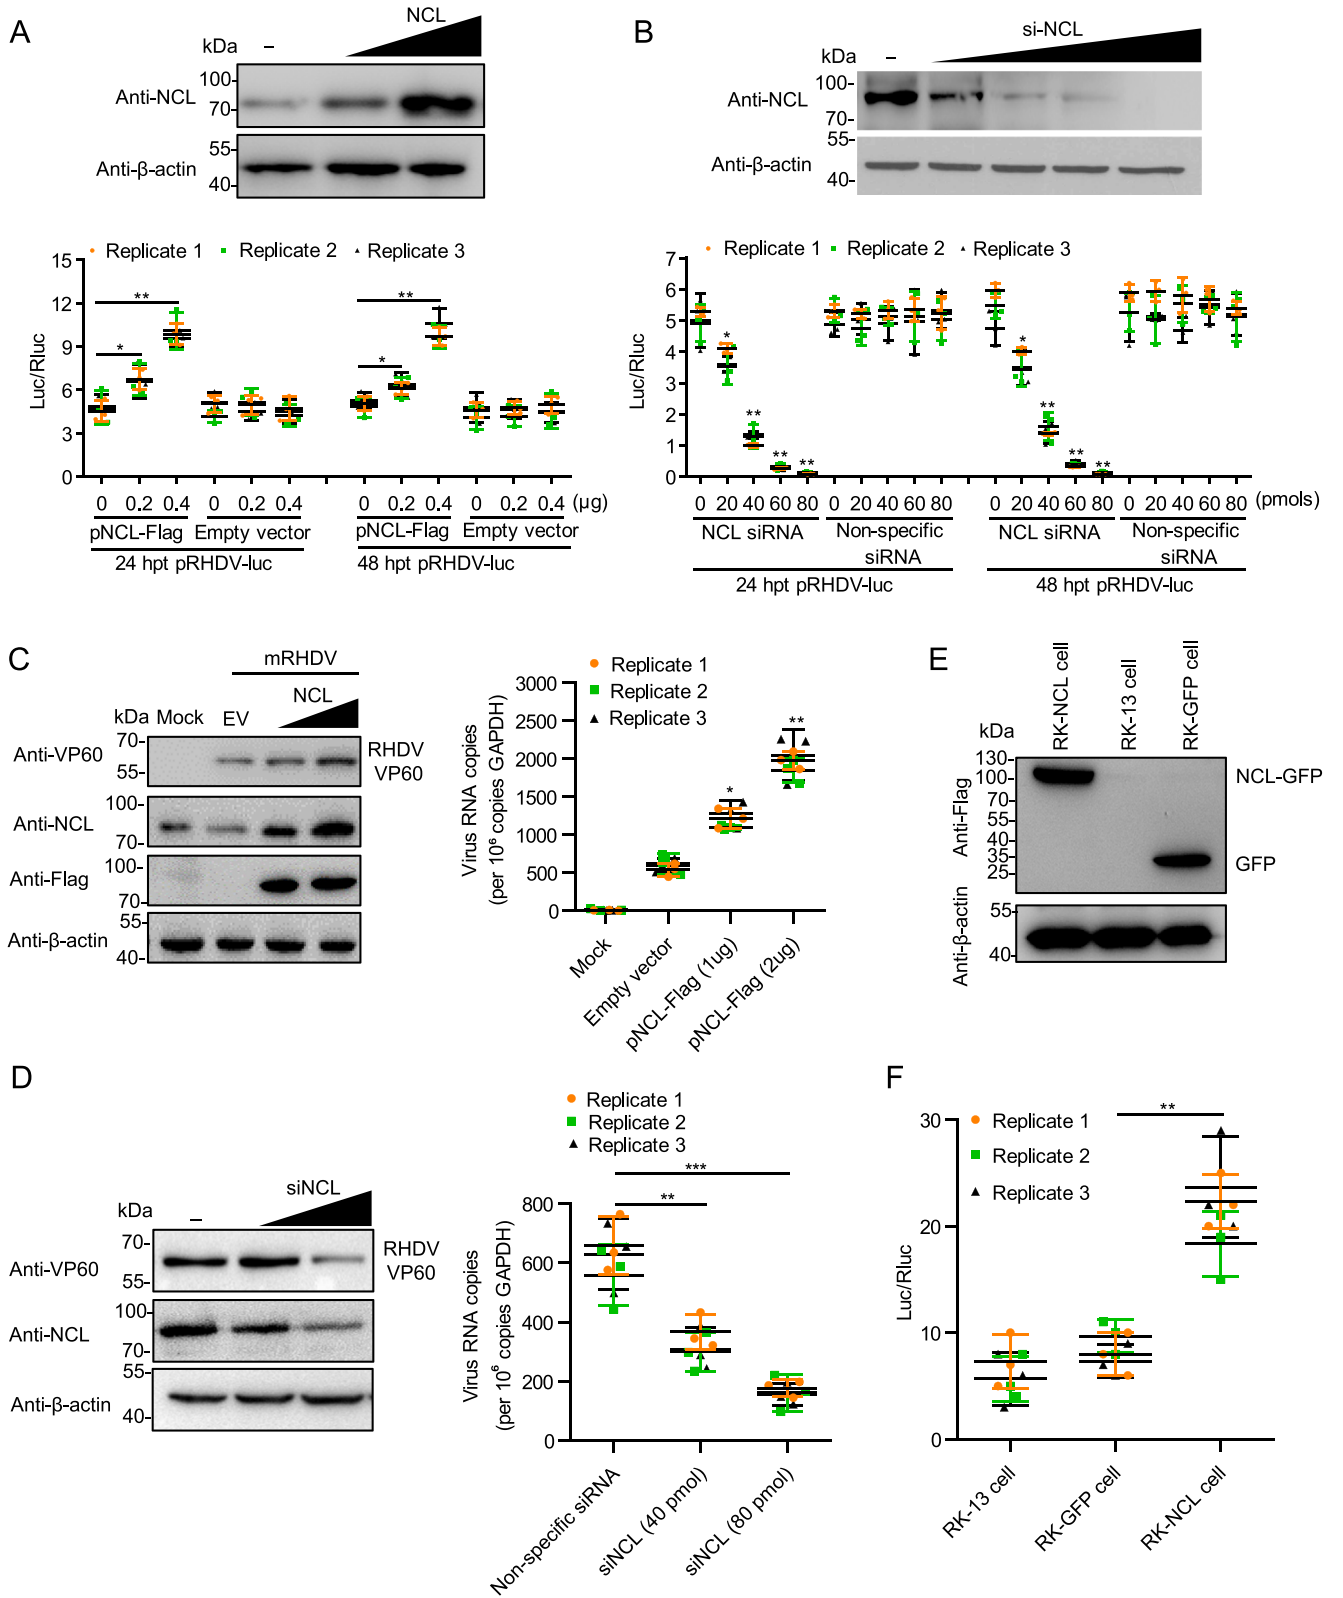 A
NCL
kDa
–
100-
Anti-NCL
70-
55-
Anti-β-actin
40-
Replicate 1 Replicate 2 Replicate 3
15
12
9
6
3
0
Luc/Rluc
** * ** *
0 0.2 0.4 0 0.2 0.4 0 0.2 0.4 0 0.2 0.4 (μg)
pNCL-Flag Empty vector pNCL-Flag Empty vector
24 hpt pRHDV-luc 48 hpt pRHDV-luc
B
si-NCL
kDa
–
100-
Anti-NCL
70-
55-
Anti-β-actin
40-
Replicate 1 Replicate 2 Replicate 3
7
6
5
4
3
2
1
0
Luc/Rluc
* ** ** ** * ** ** **
0 20 40 60 80 0 20 40 60 80 0 20 40 60 80 0 20 40 60 80 (pmols)
NCL siRNA Non-specific siRNA NCL siRNA Non-specific siRNA
24 hpt pRHDV-luc 48 hpt pRHDV-luc
C
mRHDV
NCL
kDa Mock EV
70-
Anti-VP60
55-
RHDV
VP60
100-
Anti-NCL
70-
100-
Anti-Flag
70-
55-
Anti-β-actin
40-
Replicate 1
Replicate 2
Replicate 3
3000
2500
2000
1500
1000
500
0
Virus RNA copies
(per 10⁶ copies GAPDH)
* **
Mock
Empty vector
pNCL-Flag (1ug)
pNCL-Flag (2ug)
E
RK-NCL cell
RK-13 cell
RK-GFP cell
kDa
130-
100-
70-
55-
40-
35-
25-
Anti-Flag
NCL-GFP
GFP
55-
40-
Anti-β-actin
D
siNCL
kDa
–
70-
Anti-VP60
55-
RHDV
VP60
100-
Anti-NCL
70-
55-
Anti-β-actin
40-
Replicate 1
Replicate 2
Replicate 3
***
**
800
600
400
200
0
Virus RNA copies
(per 10⁶ copies GAPDH)
Non-specific siRNA
siNCL (40 pmol)
siNCL (80 pmol)
F
Replicate 1
Replicate 2
Replicate 3
**
30
20
10
0
Luc/Rluc
RK-13 cell
RK-GFP cell
RK-NCL cell